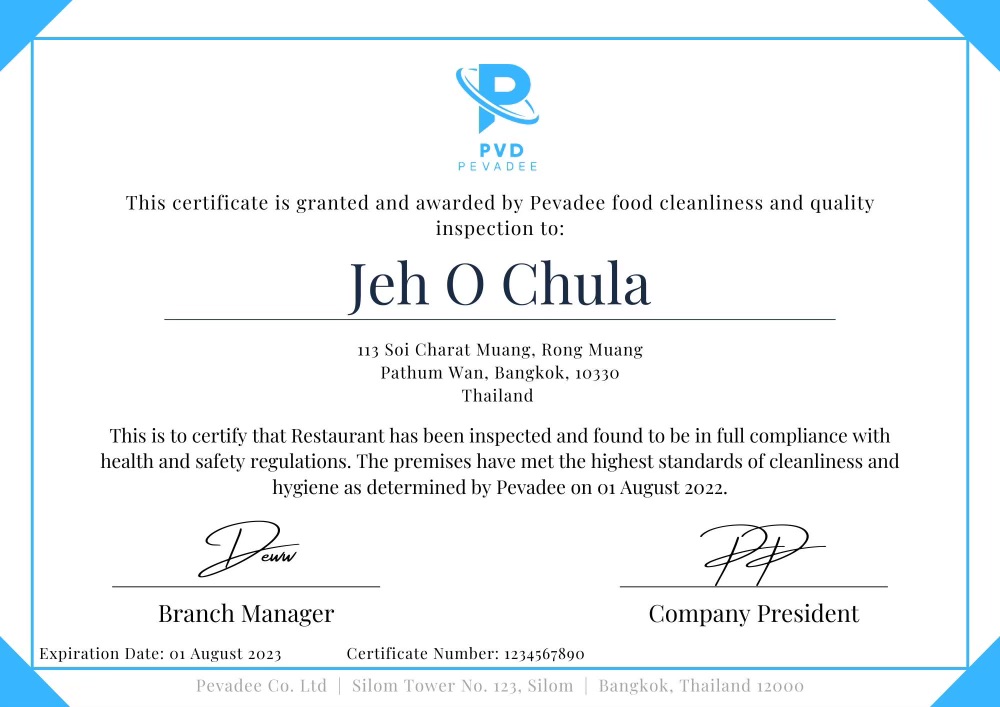 PVD
PEVADEE
This certificate is granted and awarded by Pevadee food cleanliness and quality
inspection to:
Jeh O Chula
113 Soi Charat Muang, Rong Muang
Pathum Wan, Bangkok, 10330
Thailand
This is to certify that Restaurant has been inspected and found to be in full compliance with
health and safety regulations. The premises have met the highest standards of cleanliness and
hygiene as determined by Pevadee on 01 August 2022.
PP
Branch Manager
Company President
Expiration Date: 01 August 2023
Certificate Number: 1234567890
Pevadee Co. Ltd | Silom Tower No. 123, Silom | Bangkok, Thailand 12000